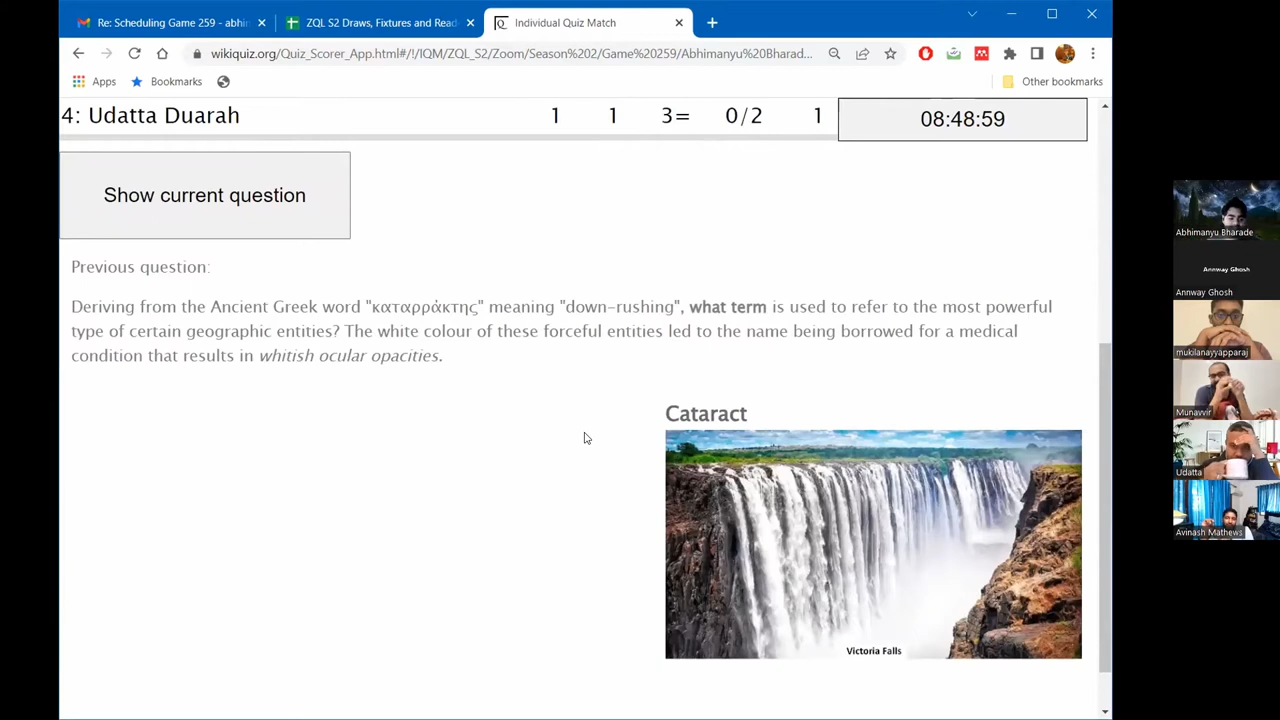 Re: Scheduling Game 259 - abhin
ZQL S2 Draws, Fixtures and Read
Individual Quiz Match
wikiquiz.org/Quiz_Scorer_App.html#/!/IQM/ZQL_S2/Zoom/Season%202/Game%20259/Abhimanyu%20Bharad...
Apps
Bookmarks
Other bookmarks
4: Udatta Duarah 1 1 3= 0/2 1
08:48:59
Show current question
Previous question:
Deriving from the Ancient Greek word "καταρρἀκτης" meaning "down-rushing", what term is used to refer to the most powerful
type of certain geographic entities? The white colour of these forceful entities led to the name being borrowed for a medical
condition that results in whitish ocular opacities.
Cataract
Victoria Falls
Abhimanyu Bharade
Annway Ghosh
Annway Ghosh
mukilanayyapparaj
Munavvir
Udatta
Avinash Mathews